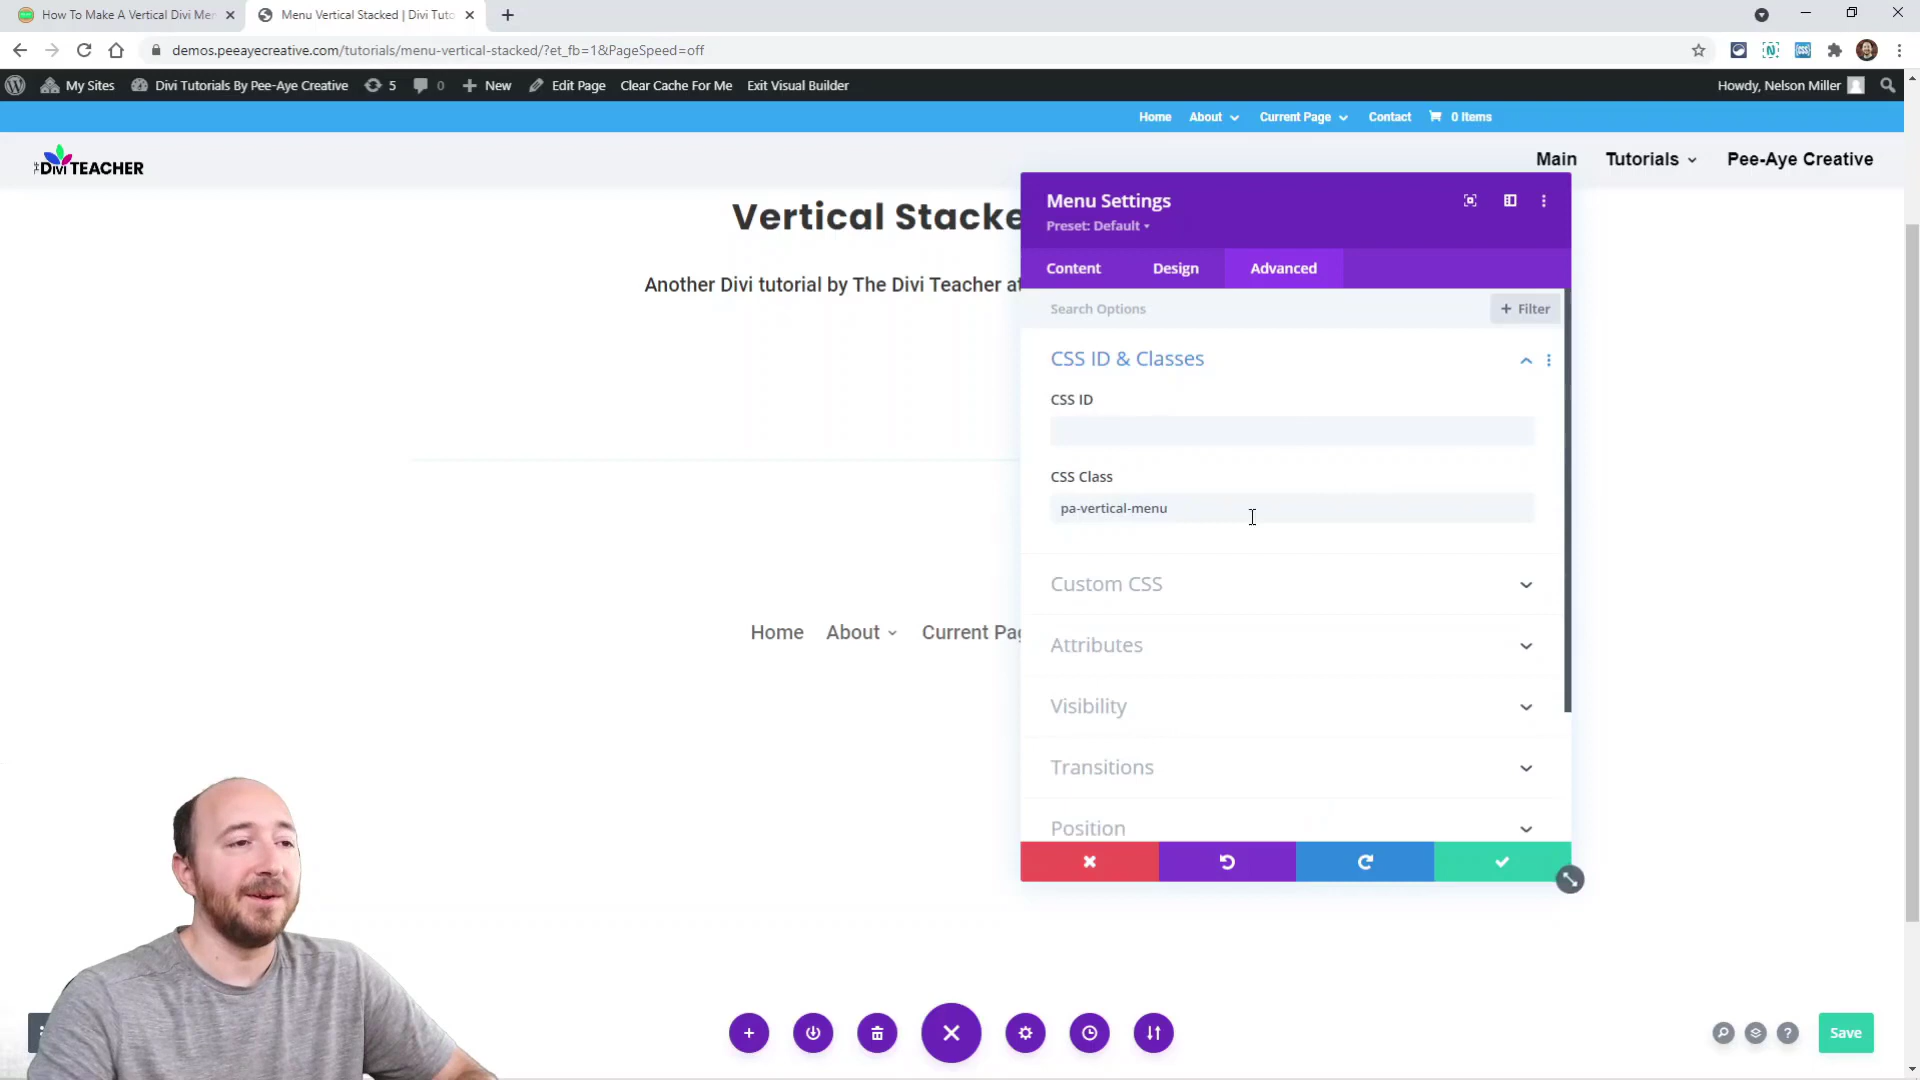 How To Make A Vertical Divi Men
Menu Vertical Stacked | Divi Tuto
demos.peeayecreative.com/tutorials/menu-vertical-stacked/?et_fb=1&PageSpeed=off
My Sites Divi Tutorials By Pee-Aye Creative 5 0 New Edit Page Clear Cache For Me Exit Visual Builder Howdy, Nelson Miller
Home About Current Page Contact 0 Items
DIVI TEACHER Main Tutorials Pee-Aye Creative
Vertical Stacke
Another Divi tutorial by The Divi Teacher at
Home About Current Pag
Menu Settings
Preset: Default
Content Design Advanced
Search Options + Filter
CSS ID & Classes
CSS ID
CSS Class
pa-vertical-menu
Custom CSS
Attributes
Visibility
Transitions
Position
Save